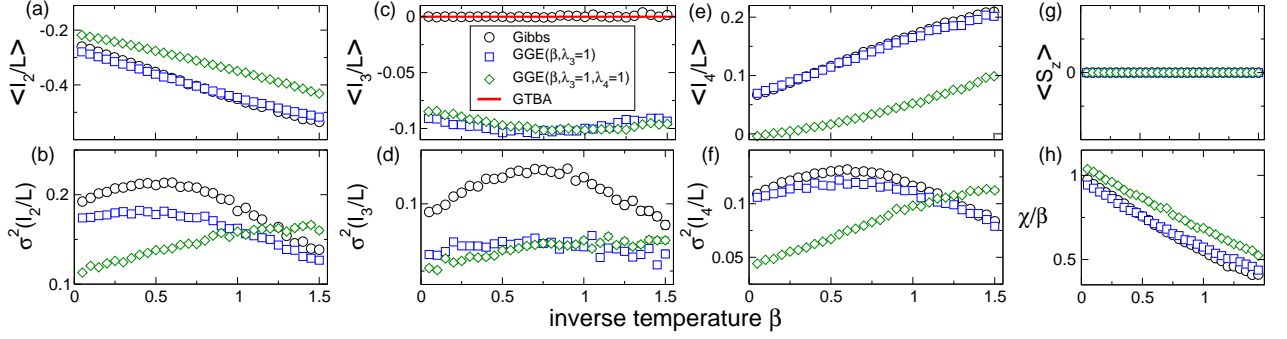 (a)
<I₂/L>
-0.2
-0.4
(b)
σ²(I₂/L)
0.2
0.1
0 0.5 1 1.5
(c)
<I₃/L>
0
-0.05
-0.1
Gibbs
GGE(β,λ₃=1)
GGE(β,λ₃=1,λ₄=1)
GTBA
(d)
σ²(I₃/L)
0.1
0 0.5 1 1.5
(e)
<I₄/L>
0.2
0.1
0
(f)
σ²(I₄/L)
0.1
0.05
0 0.5 1 1.5
(g)
<S_z>
0
(h)
χ/β
1
0.5
0 1
inverse temperature β